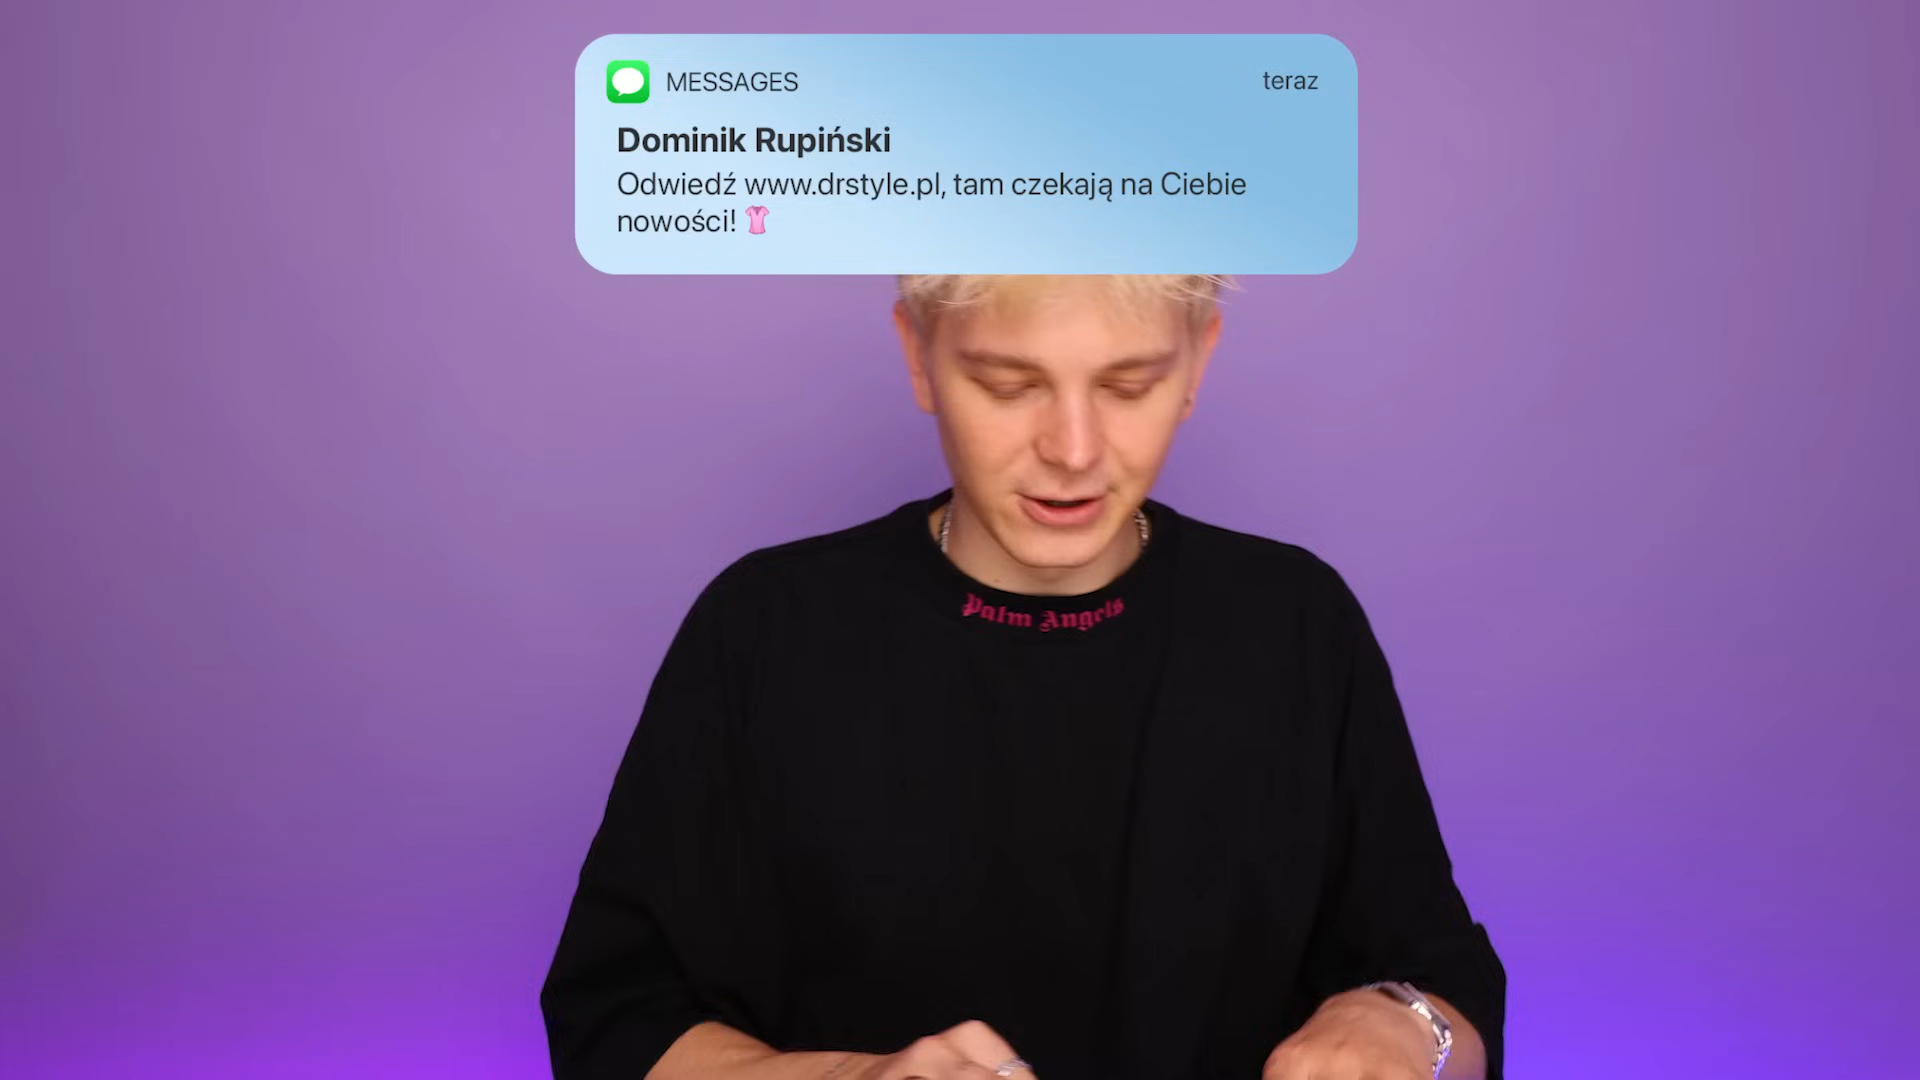 MESSAGES
teraz
Dominik Rupiński
Odwiedź www.drstyle.pl, tam czekają na Ciebie
nowości!
Palm Angels